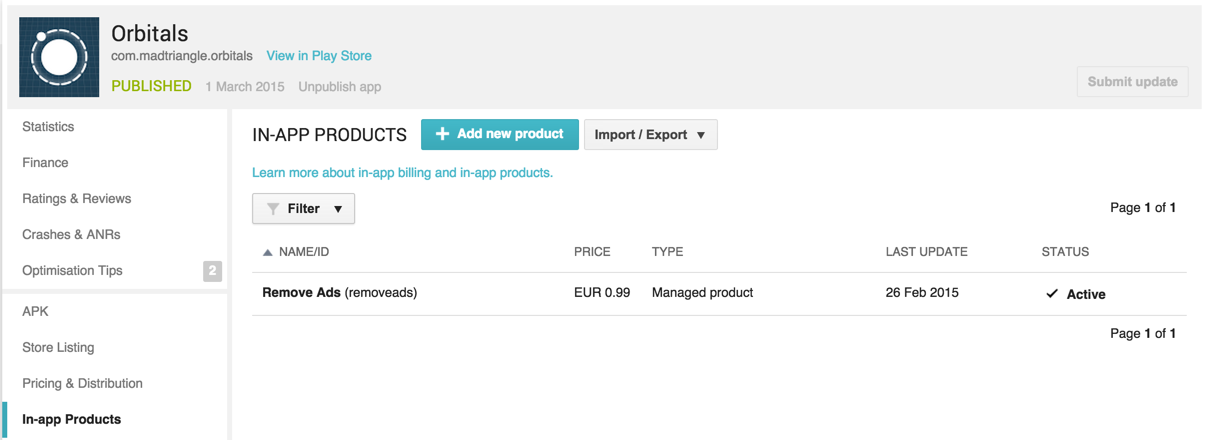 Orbitals
com.madtriangle.orbitals View in Play Store
PUBLISHED 1 March 2015 Unpublish app
Submit update
Statistics
Finance
Ratings & Reviews
Crashes & ANRs
Optimisation Tips 2
APK
Store Listing
Pricing & Distribution
In-app Products
IN-APP PRODUCTS + Add new product Import / Export
Learn more about in-app billing and in-app products.
Filter
Page 1 of 1
NAME/ID PRICE TYPE LAST UPDATE STATUS
Remove Ads (removeads) EUR 0.99 Managed product 26 Feb 2015 Active
Page 1 of 1